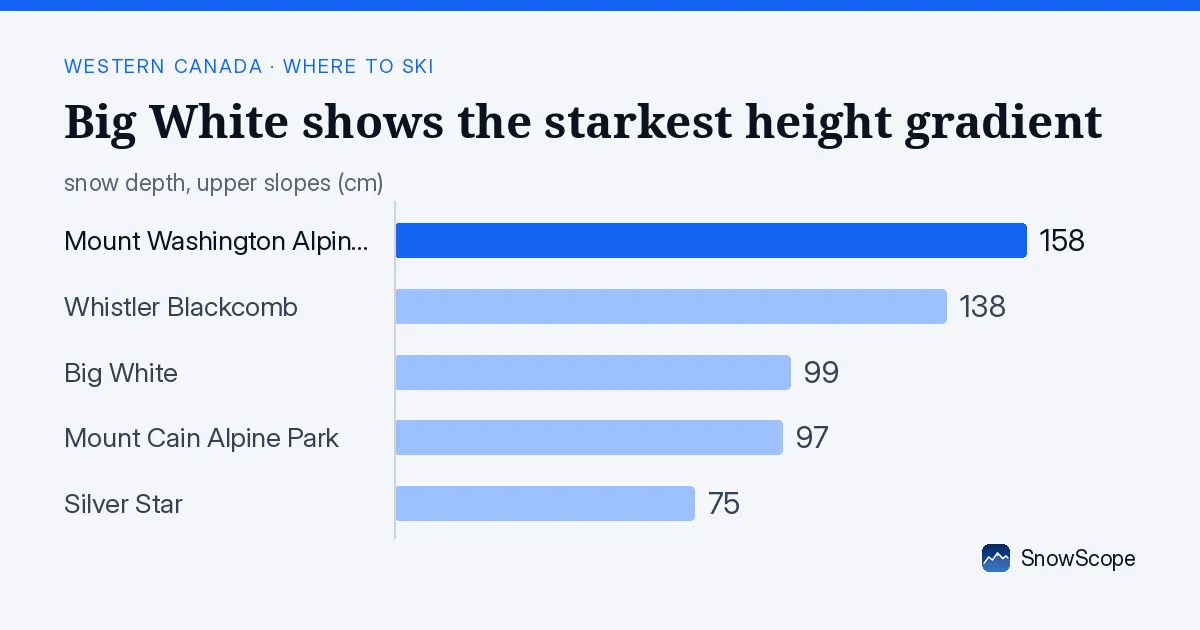 WESTERN CANADA · WHERE TO SKI
Big White shows the starkest height gradient
snow depth, upper slopes (cm)
Mount Washington Alpin... 158
Whistler Blackcomb 138
Big White 99
Mount Cain Alpine Park 97
Silver Star 75
SnowScope